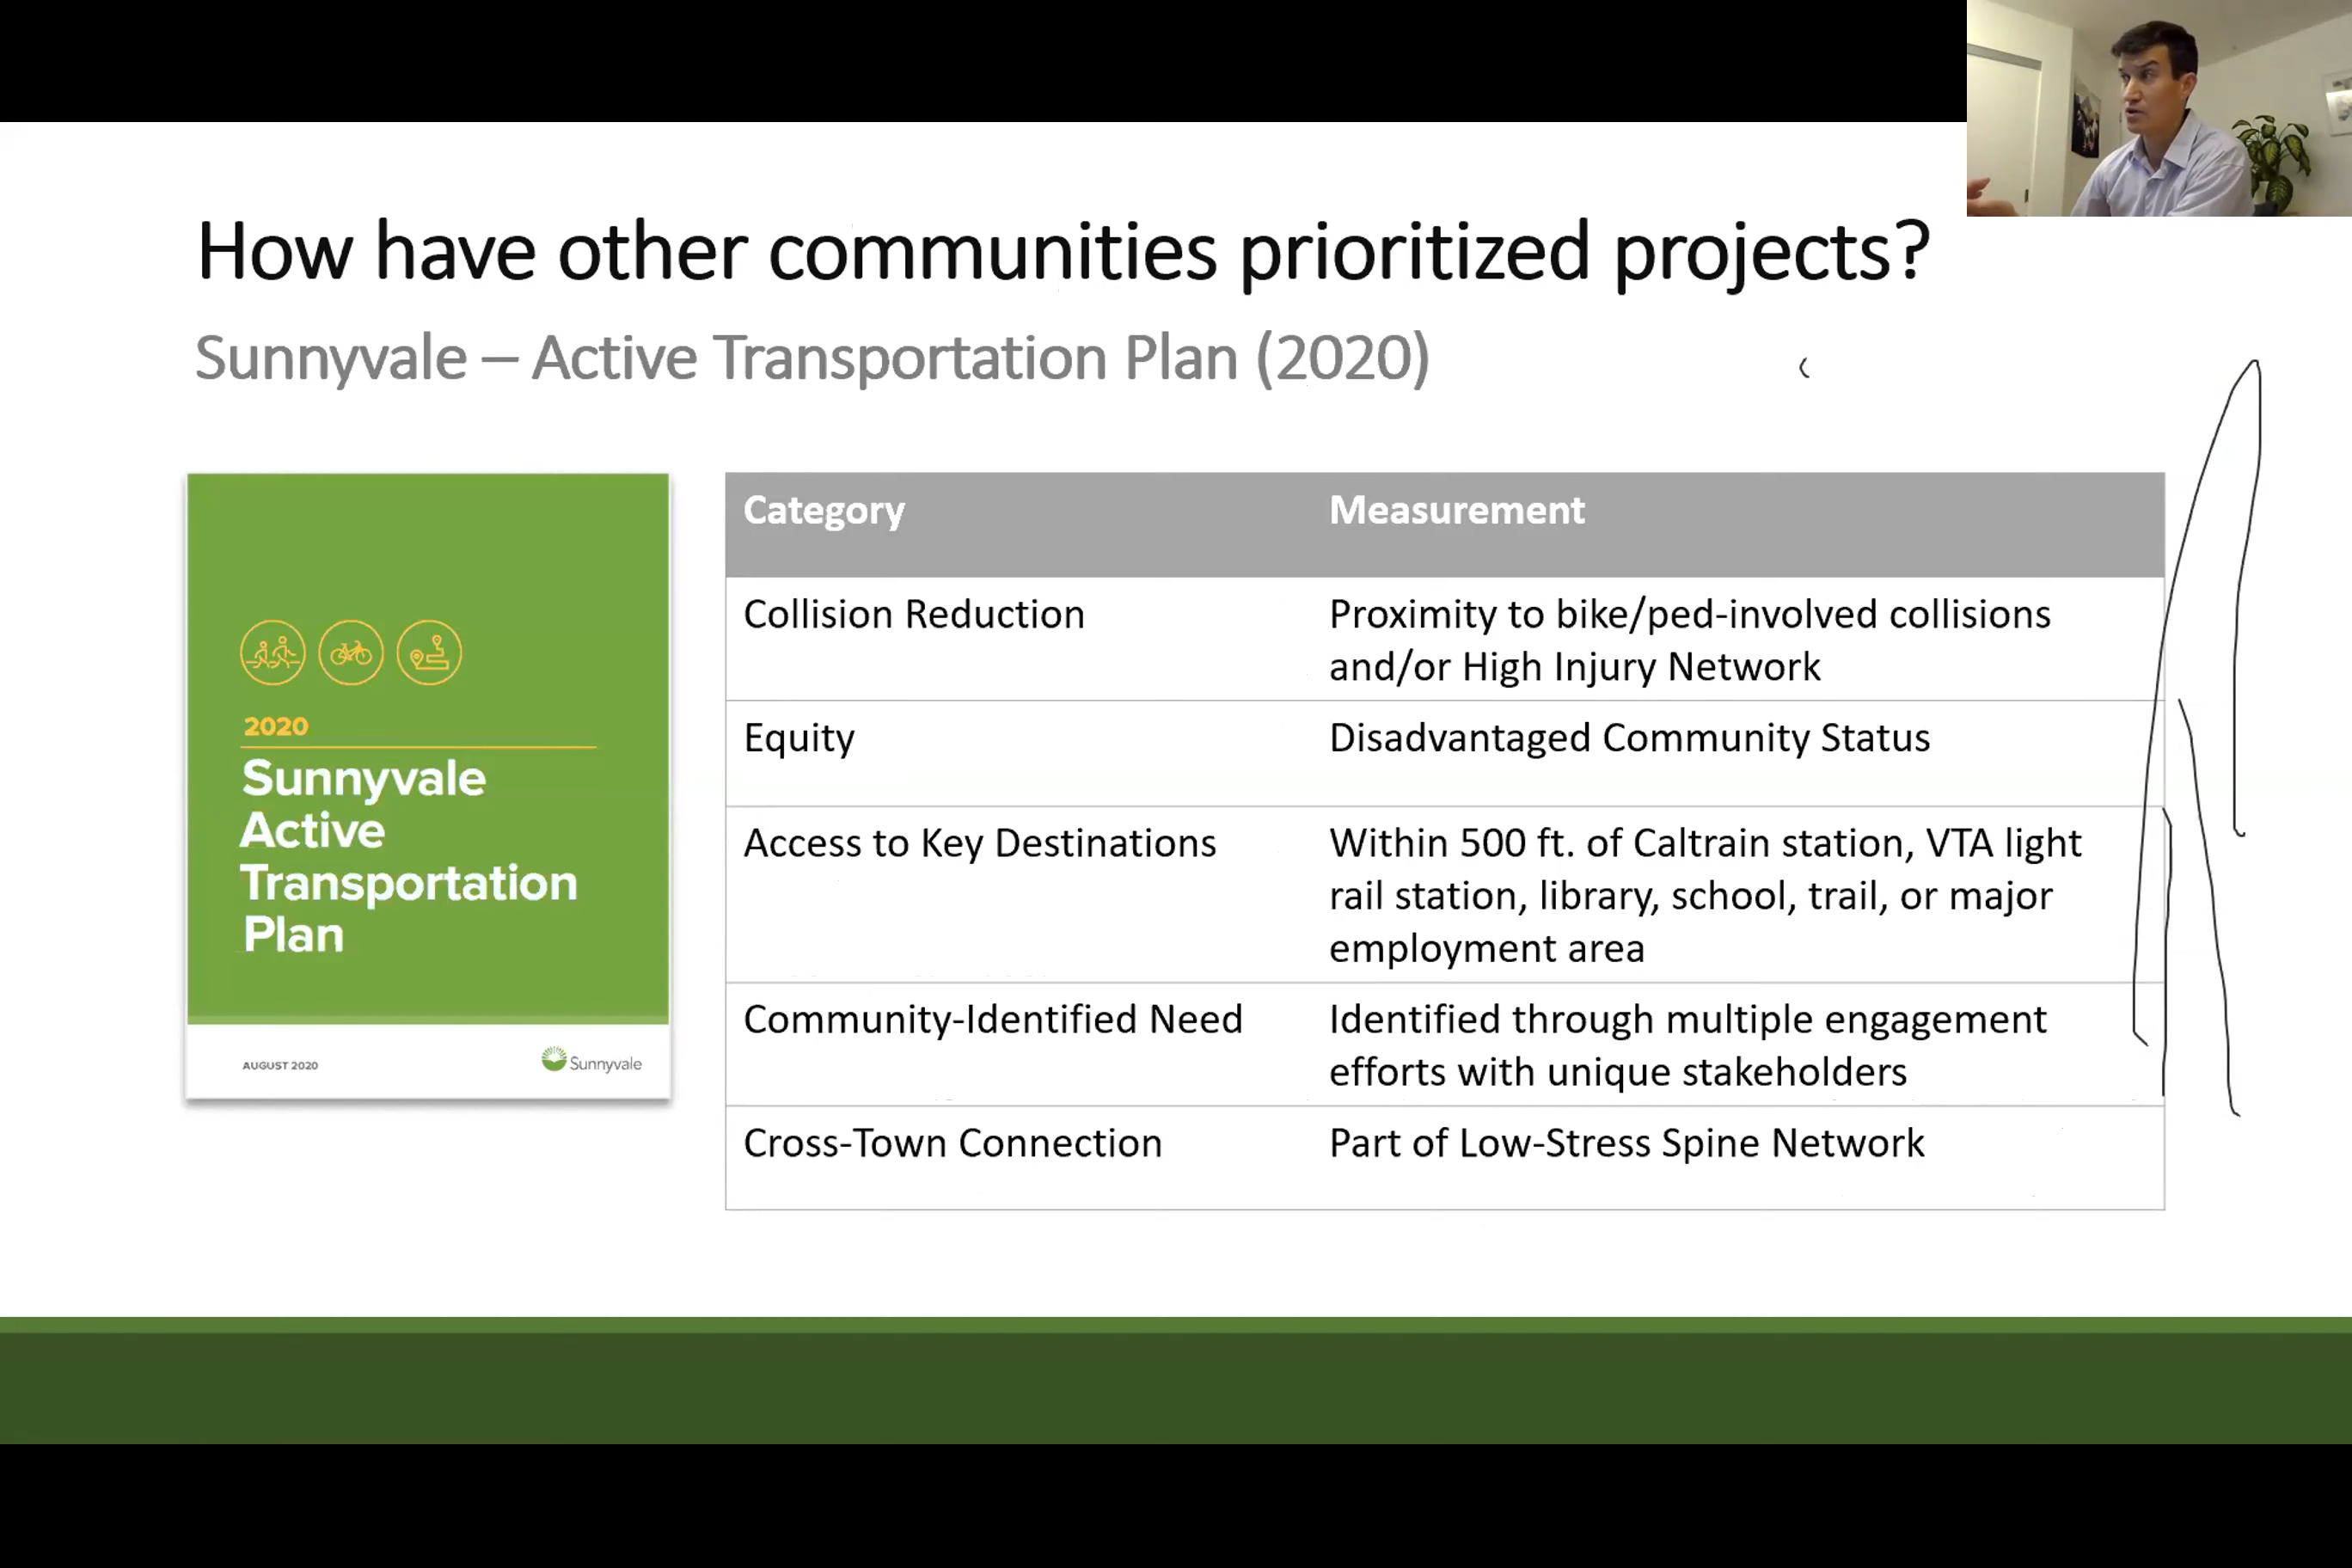 How have other communities prioritized projects?
Sunnyvale – Active Transportation Plan (2020)
2020
Sunnyvale
Active
Transportation
Plan
AUGUST 2020
Sunnyvale
Category Measurement
Collision Reduction Proximity to bike/ped-involved collisions
and/or High Injury Network
Equity Disadvantaged Community Status
Access to Key Destinations Within 500 ft. of Caltrain station, VTA light
rail station, library, school, trail, or major
employment area
Community-Identified Need Identified through multiple engagement
efforts with unique stakeholders
Cross-Town Connection Part of Low-Stress Spine Network